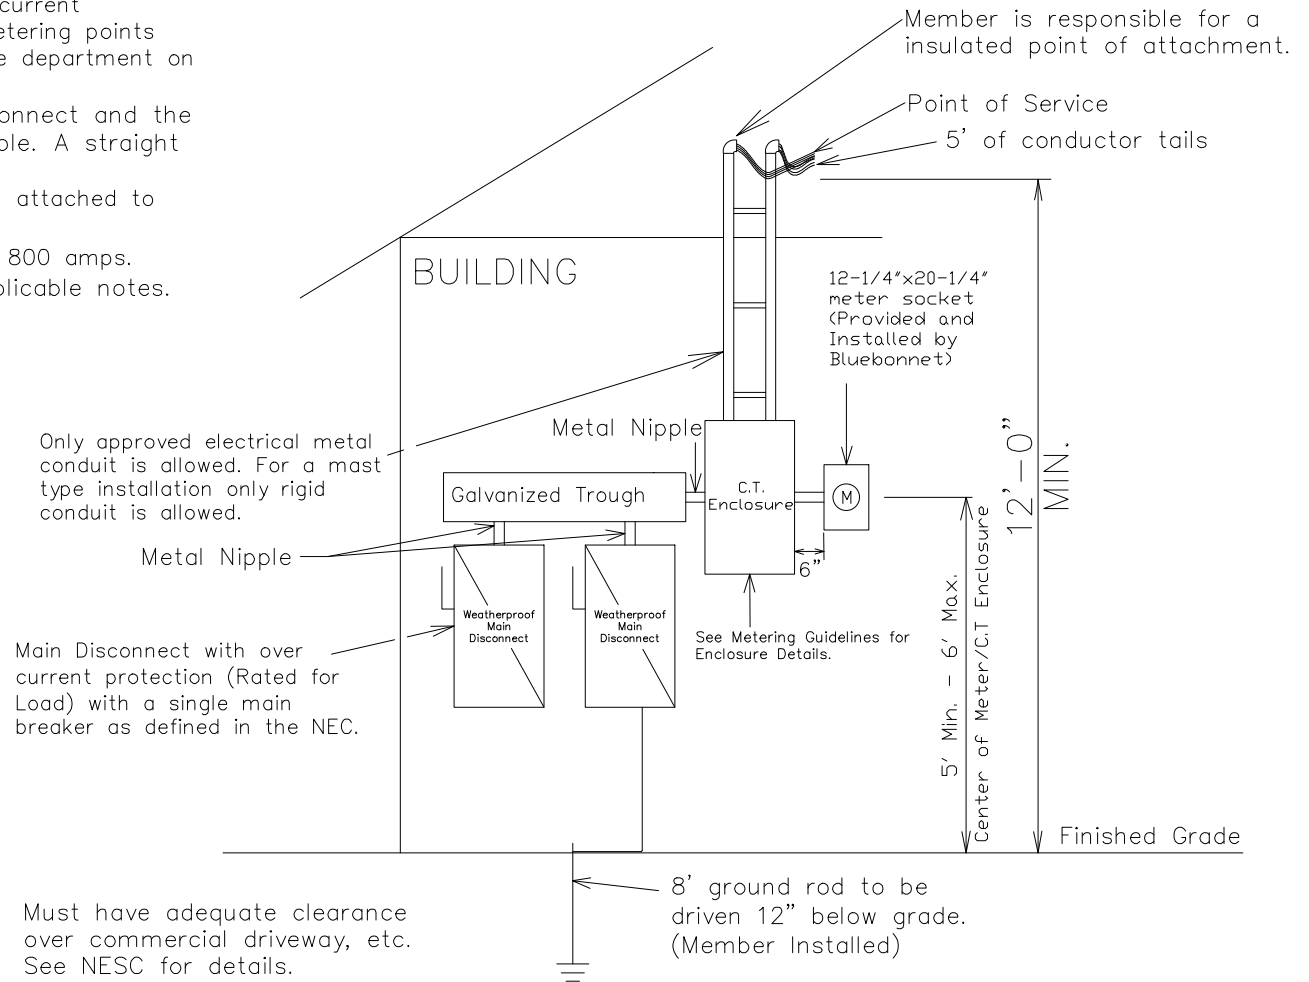 current
points
department on
connect and the
A straight
attached to
800 amps.
applicable notes.
Member is responsible for a
insulated point of attachment.
Point of Service
5' of conductor tails
BUILDING
12-1/4"x20-1/4"
meter socket
(Provided and
Installed by
Bluebonnet)
Only approved electrical metal
conduit is allowed. For a mast
type installation only rigid
conduit is allowed.
Metal Nipple
Galvanized Trough
C.T.
Enclosure
M
6"
Metal Nipple
Weatherproof
Main
Disconnect
Weatherproof
Main
Disconnect
See Metering Guidelines for
Enclosure Details.
Main Disconnect with over
current protection (Rated for
Load) with a single main
breaker as defined in the NEC.
5' Min. - 6' Max.
Center of Meter/C.T Enclosure
12'-0"
MIN.
Finished Grade
8' ground rod to be
driven 12" below grade.
(Member Installed)
Must have adequate clearance
over commercial driveway, etc.
See NESC for details.